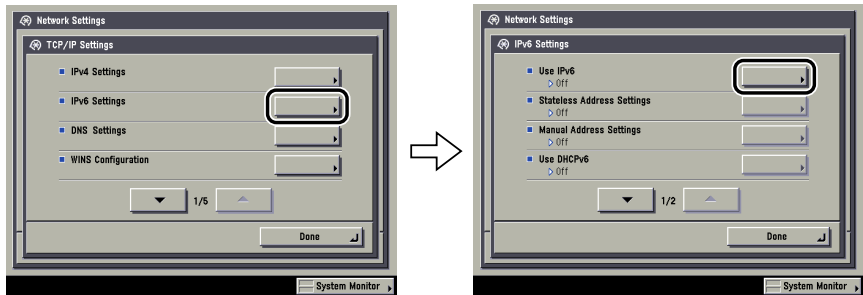 Network Settings
TCP/IP Settings
IPv4 Settings
IPv6 Settings
DNS Settings
WINS Configuration
1/5
Done
System Monitor
Network Settings
IPv6 Settings
Use IPv6
Off
Stateless Address Settings
Off
Manual Address Settings
Off
Use DHCPv6
Off
1/2
Done
System Monitor